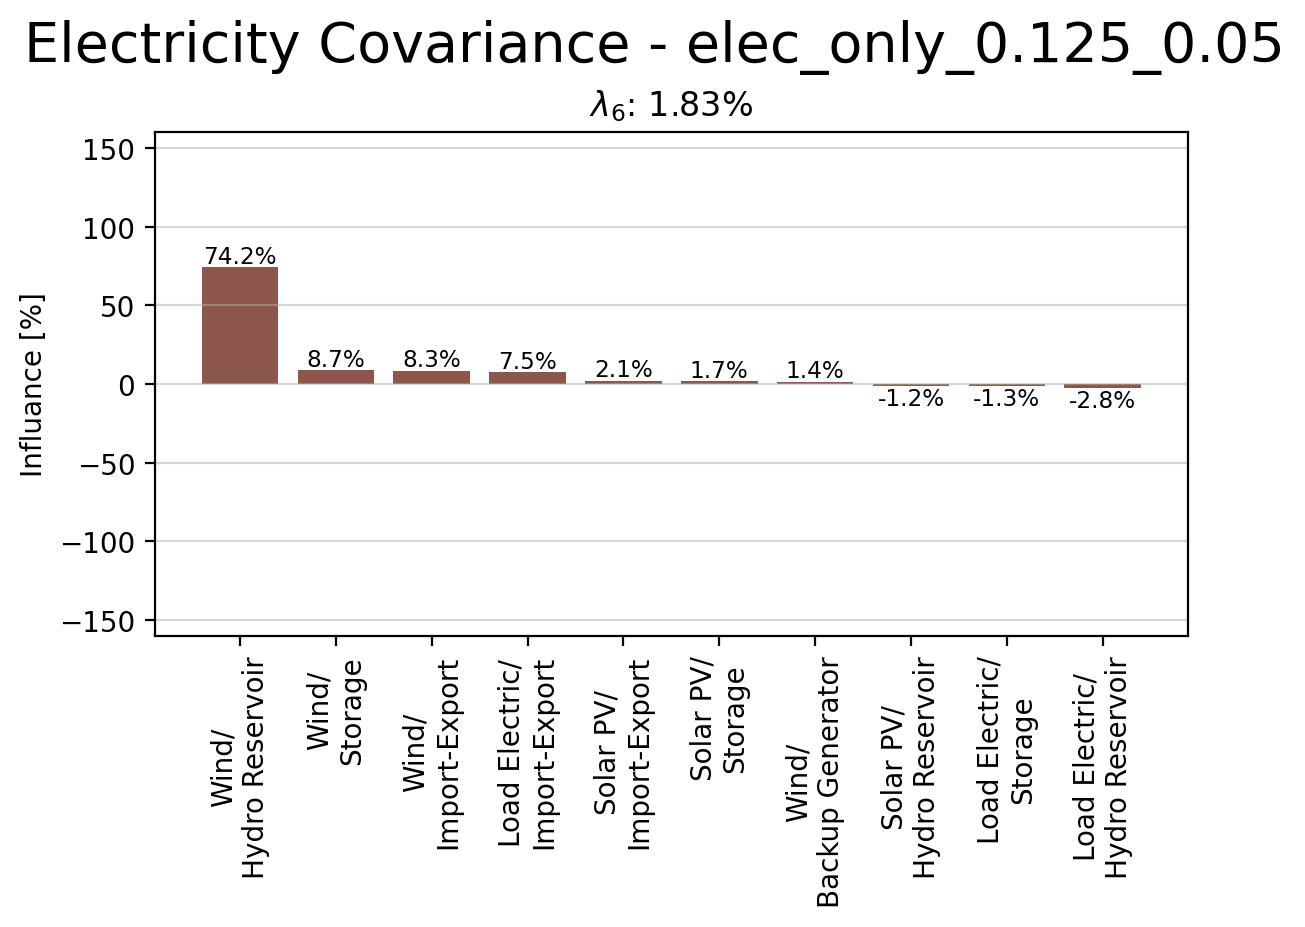 Electricity Covariance - elec_only_0.125_0.05
λ6: 1.83%
Influance [%]
150
100
50
0
−50
−100
−150
74.2%
8.7%
8.3%
7.5%
2.1%
1.7%
1.4%
-1.2%
-1.3%
-2.8%
Wind/
Hydro Reservoir
Wind/
Storage
Wind/
Import-Export
Load Electric/
Import-Export
Solar PV/
Import-Export
Solar PV/
Storage
Wind/
Backup Generator
Solar PV/
Hydro Reservoir
Load Electric/
Storage
Load Electric/
Hydro Reservoir